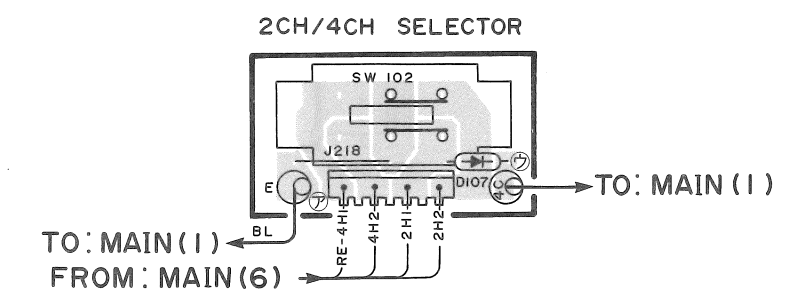 2CH/4CH SELECTOR
SW 102
J218
ウ
E
ア
D107
4C
TO: MAIN(1)
BL
RE-4H1
4H2
2H1
2H2
TO: MAIN(1)
FROM: MAIN(6)